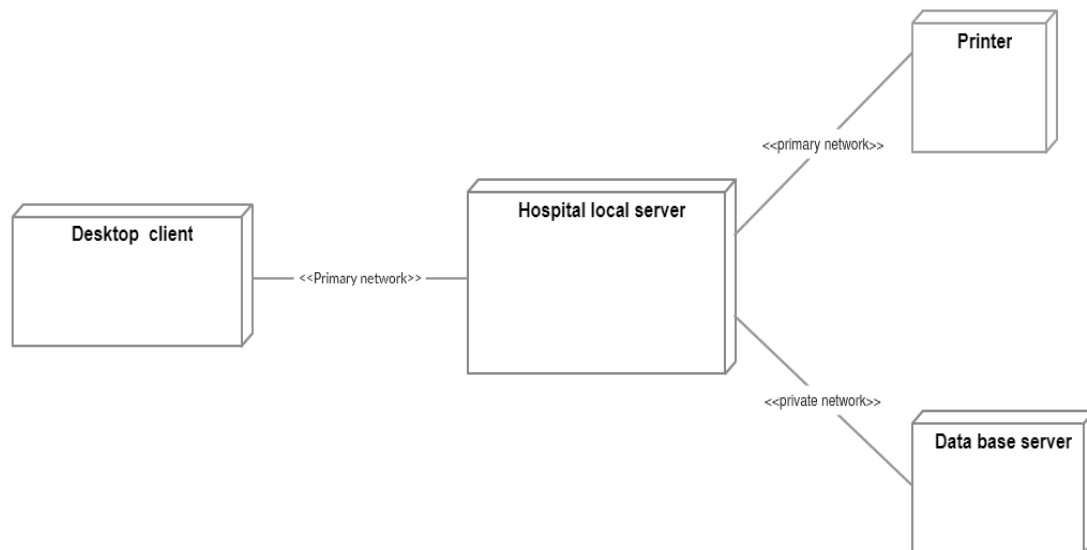 Printer
<<primary network>>
Hospital local server
Desktop  client
<<Primary network>>
<<private network>>
Data base server